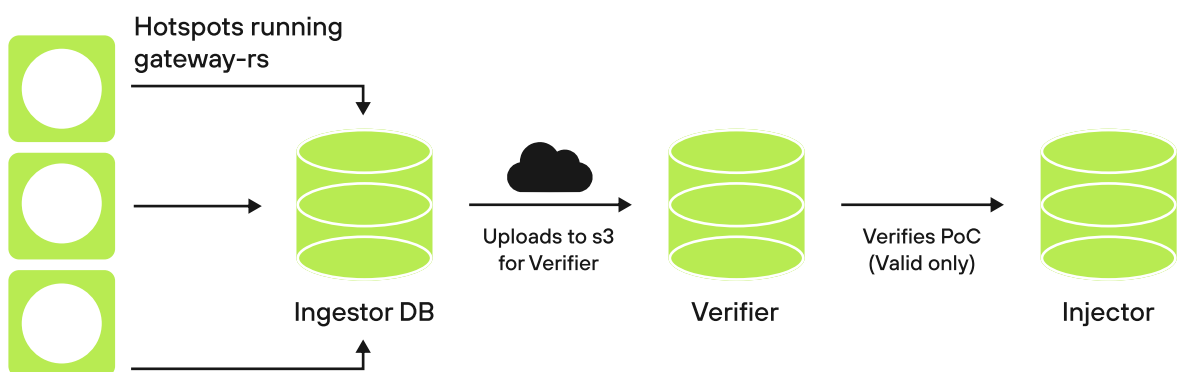 Hotspots running
gateway-rs
Uploads to s3
for Verifier
Verifies PoC
(Valid only)
Ingestor DB
Verifier
Injector